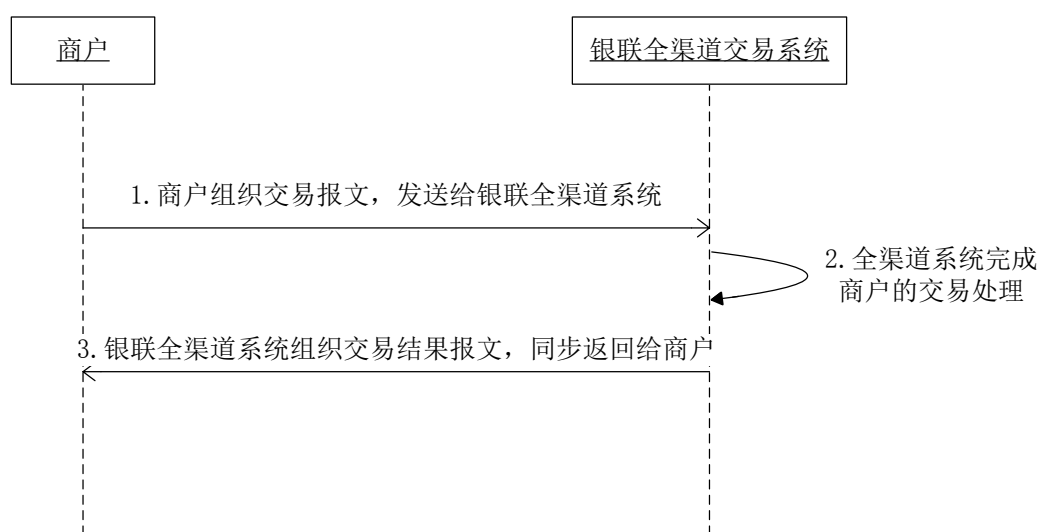 商户
银联全渠道交易系统
1.商户组织交易报文，发送给银联全渠道系统
2.全渠道系统完成
商户的交易处理
3.银联全渠道系统组织交易结果报文，同步返回给商户